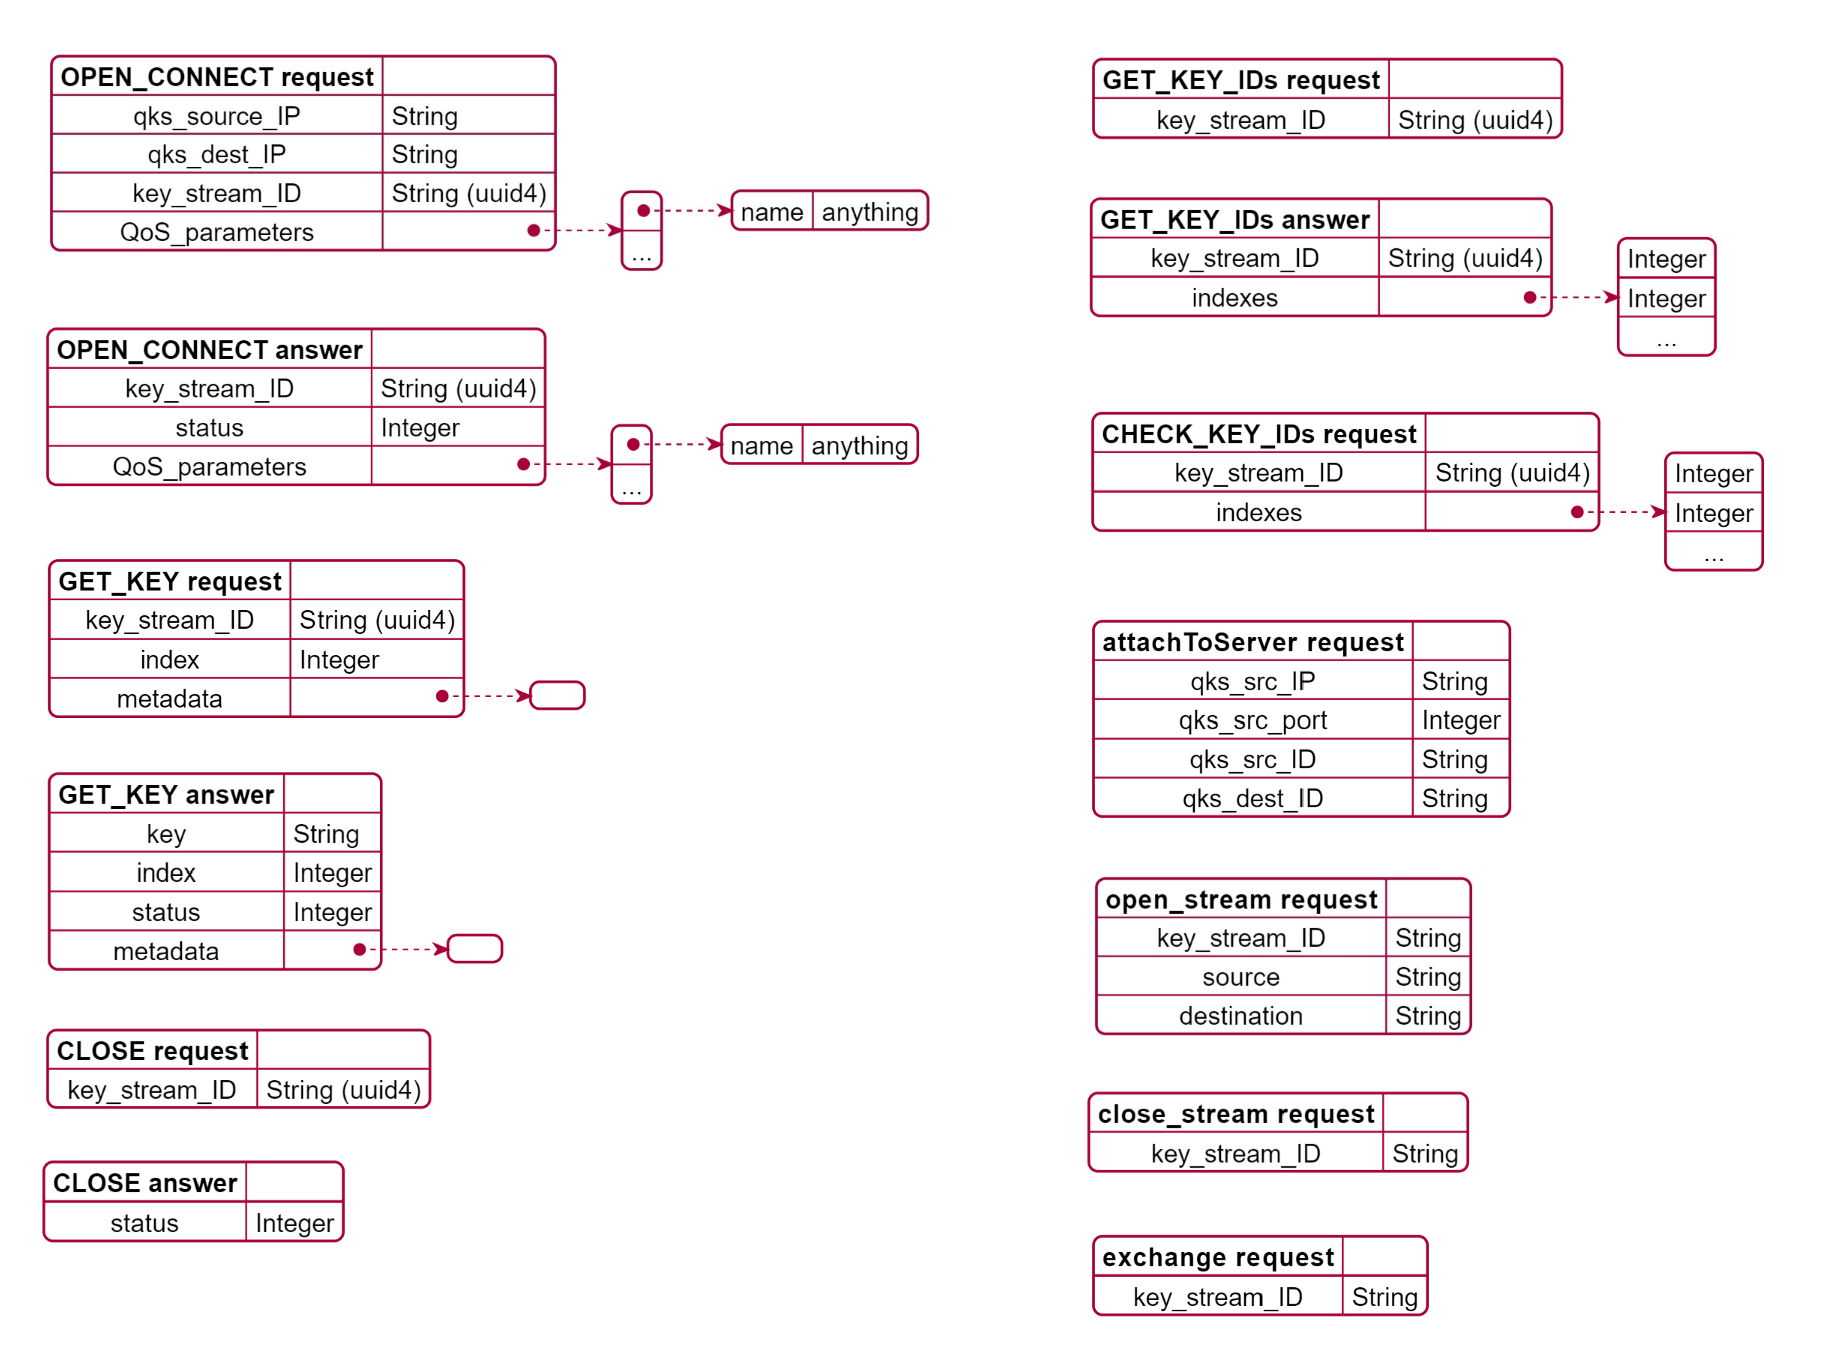 OPEN_CONNECT request
qks_source_IP String
qks_dest_IP String
key_stream_ID String (uuid4)
QoS_parameters
name anything
...
OPEN_CONNECT answer
key_stream_ID String (uuid4)
status Integer
QoS_parameters
name anything
...
GET_KEY request
key_stream_ID String (uuid4)
index Integer
metadata
GET_KEY answer
key String
index Integer
status Integer
metadata
CLOSE request
key_stream_ID String (uuid4)
CLOSE answer
status Integer
GET_KEY_IDs request
key_stream_ID String (uuid4)
GET_KEY_IDs answer
key_stream_ID String (uuid4)
indexes
Integer
Integer
...
CHECK_KEY_IDs request
key_stream_ID String (uuid4)
indexes
Integer
Integer
...
attachToServer request
qks_src_IP String
qks_src_port Integer
qks_src_ID String
qks_dest_ID String
open_stream request
key_stream_ID String
source String
destination String
close_stream request
key_stream_ID String
exchange request
key_stream_ID String